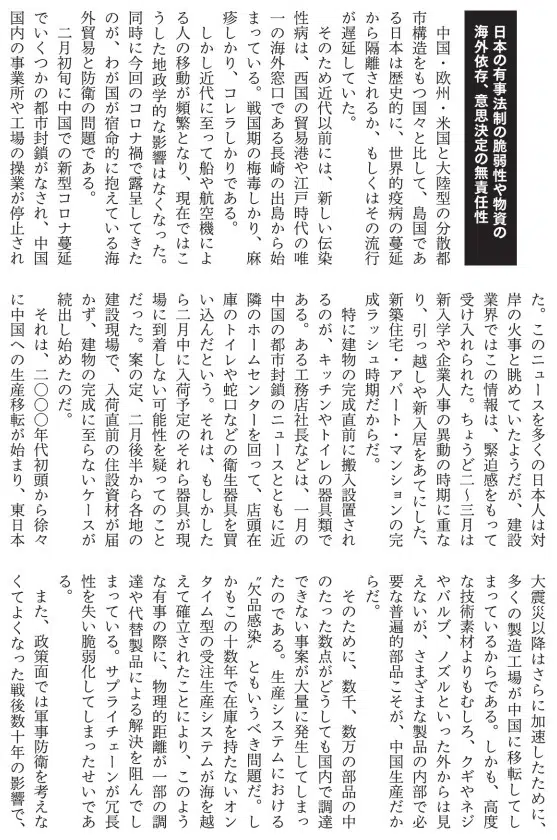 日本の有事法制の脆弱性や物資の
海外依存、意思決定の無責任性
中国・欧州・米国と大陸型の分散都
市構造をもつ国々と比して、島国であ
る日本は歴史的に、世界的疫病の蔓延
から隔離されるか、もしくはその流行
が遅延していた。
そのため近代以前には、新しい伝染
性病は、西国の貿易港や江戸時代の唯
一の海外窓口である長崎の出島から始
まっている。戦国期の梅毒しかり、麻
疹しかり、コレラしかりである。
しかし近代に至って船や航空機によ
る人の移動が頻繁となり、現在ではこ
うした地政学的な影響はなくなった。
同時に今回のコロナ禍で露呈してきた
のが、わが国が宿命的に抱えている海
外貿易と防衛の問題である。
二月初旬に中国での新型コロナ蔓延
でいくつかの都市封鎖がなされ、中国
国内の事業所や工場の操業が停止され
た。このニュースを多くの日本人は対
岸の火事と眺めていたようだが、建設
業界ではこの情報は、緊迫感をもって
受け入れられた。ちょうど二〜三月は
新入学や企業人事の異動の時期に重な
り、引っ越しや新入居をあてにした、
新築住宅・アパート・マンションの完
成ラッシュ時期だからだ。
特に建物の完成直前に搬入設置され
るのが、キッチンやトイレの器具類で
ある。ある工務店社長などは、一月の
中国の都市封鎖のニュースとともに近
隣のホームセンターを回って、店頭在
庫のトイレや蛇口などの衛生器具を買
い込んだという。それは、もしかした
ら二月中に入荷予定のそれら器具が現
場に到着しない可能性を疑ってのこと
だった。案の定、二月後半から各地の
建設現場で、入荷直前の住設資材が届
かず、建物の完成に至らないケースが
続出し始めたのだ。
それは、二〇〇〇年代初頭から徐々
に中国への生産移転が始まり、東日本
大震災以降はさらに加速したために、
多くの製造工場が中国に移転してし
まっているからである。しかも、高度
な技術素材よりもむしろ、クギやネジ
やバルブ、ノズルといった外からは見
えないが、さまざまな製品の内部で必
要な普遍的部品こそが、中国生産だか
らだ。
そのために、数千、数万の部品の中
のたった数点がどうしても国内で調達
できない事案が大量に発生してしまっ
たのである。生産システムにおける
〝欠品感染〟ともいうべき問題だ。し
かもこの十数年で在庫を持たないオン
タイム型の受注生産システムが海を越
えて確立されたことにより、このよう
な有事の際に、物理的距離が一部の調
達や代替製品による解決を阻んでし
まっている。サプライチェーンが冗長
性を失い脆弱化してしまったせいであ
る。
また、政策面では軍事防衛を考えな
くてよくなった戦後数十年の影響で、